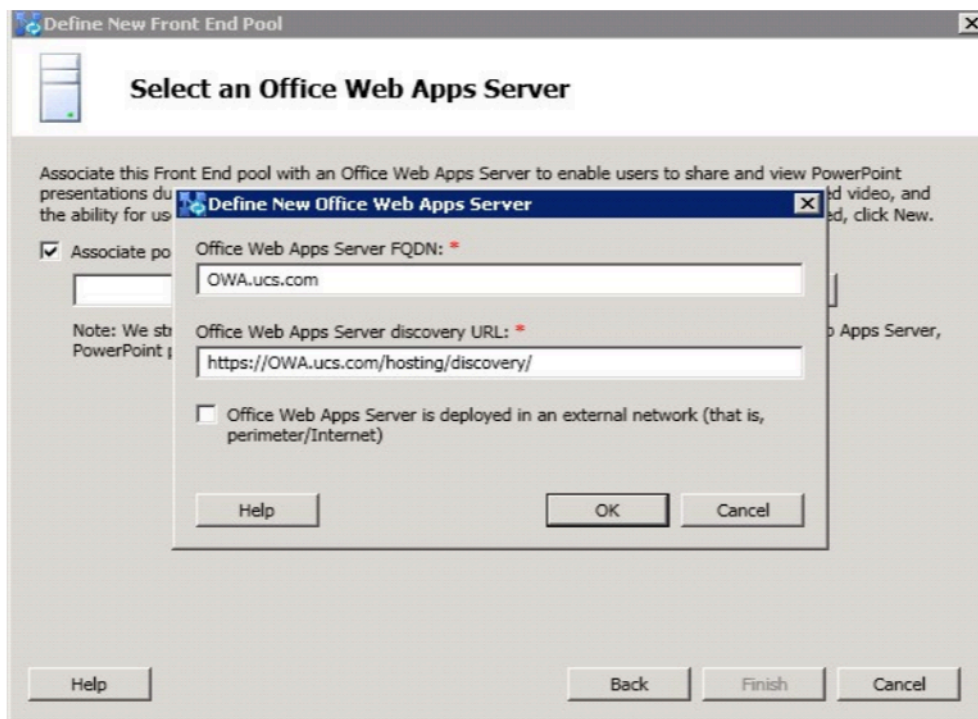 Define New Front End Pool
Select an Office Web Apps Server
Associate this Front End pool with an Office Web Apps Server to enable users to share and view PowerPoint
presentations du
ed video, and
the ability for us
ed, click New.
Define New Office Web Apps Server
Associate po
Office Web Apps Server FQDN: *
OWA.ucs.com
Note: We str
Apps Server,
PowerPoint p
Office Web Apps Server discovery URL: *
https://OWA.ucs.com/hosting/discovery/
Office Web Apps Server is deployed in an external network (that is,
perimeter/Internet)
Help
OK
Cancel
Help
Back
Finish
Cancel